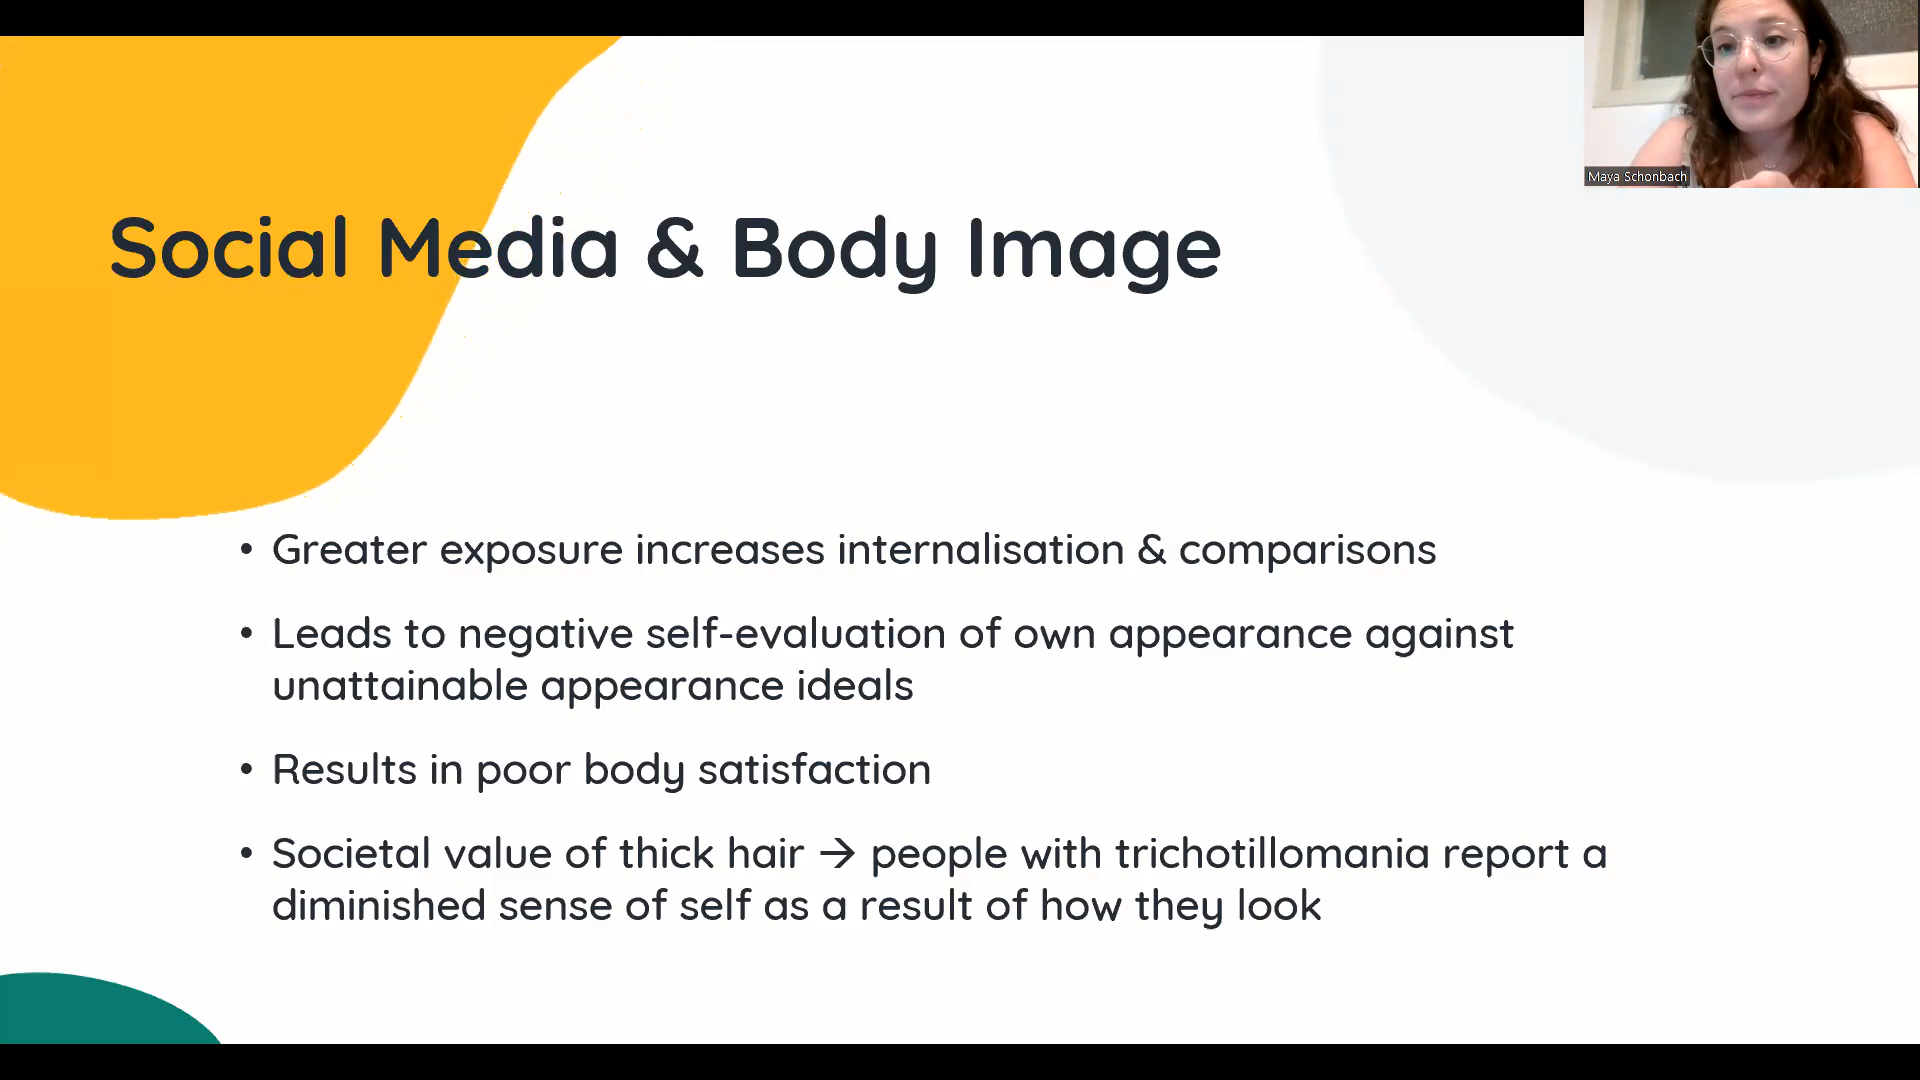 Maya Schonbach
Social Media & Body Image
• Greater exposure increases internalisation & comparisons
• Leads to negative self-evaluation of own appearance against
unattainable appearance ideals
• Results in poor body satisfaction
• Societal value of thick hair → people with trichotillomania report a
diminished sense of self as a result of how they look